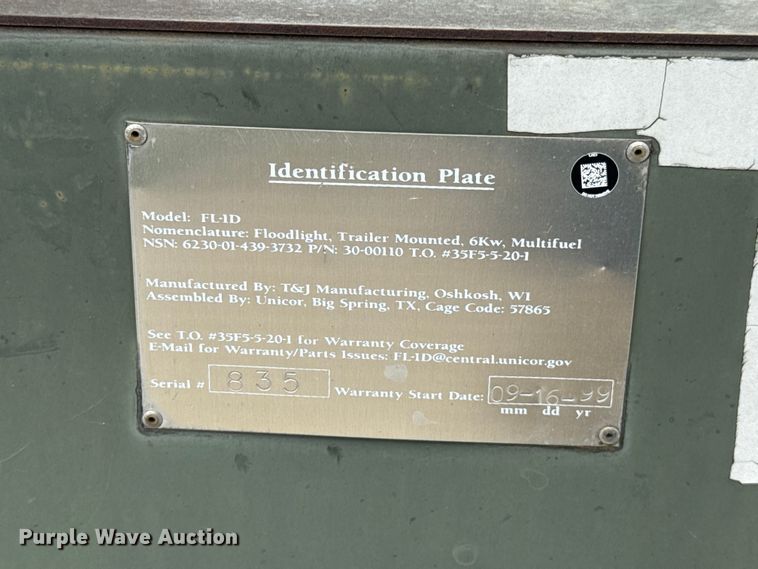 Identification Plate
Model: FL-1D
Nomenclature: Floodlight, Trailer Mounted, 6Kw, Multifuel
NSN: 6230-01-439-3732 P/N: 30-00110 T.O. #35F5-5-20-1
Manufactured By: T&J Manufacturing, Oshkosh, WI
Assembled By: Unicor, Big Spring, TX, Cage Code: 57865
See T.O. #35F5-5-20-1 for Warranty Coverage
E-Mail for Warranty/Parts Issues: FL-1D@central.unicor.gov
Serial # 835 Warranty Start Date: 09-16-99
mm dd yr
Purple Wave Auction